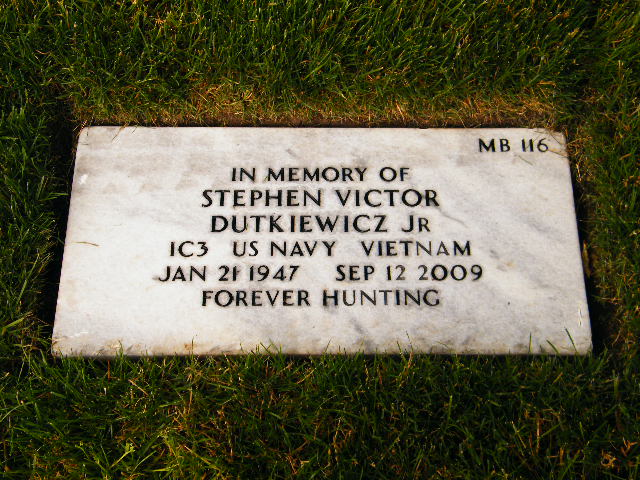 MB 116
IN MEMORY OF
STEPHEN VICTOR
DUTKIEWICZ JR
IC3 US NAVY VIETNAM
JAN 21 1947 SEP 12 2009
FOREVER HUNTING